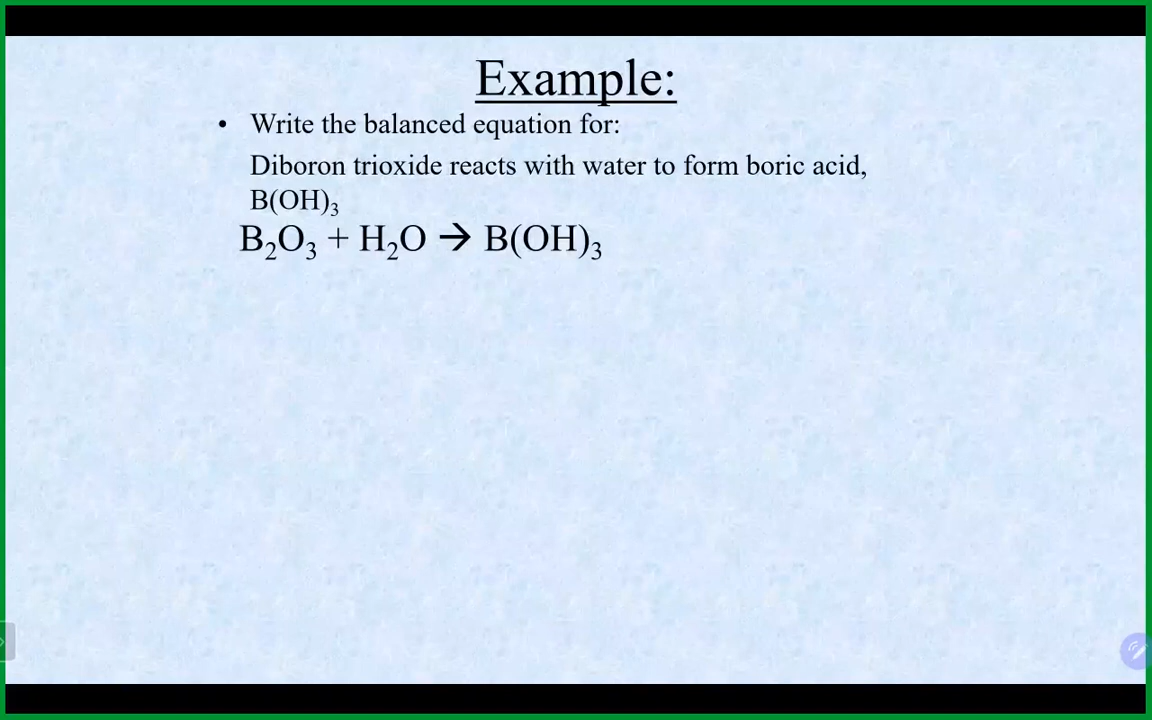 Example:
• Write the balanced equation for:
Diboron trioxide reacts with water to form boric acid,
B(OH)₃
B₂O₃ + H₂O → B(OH)₃